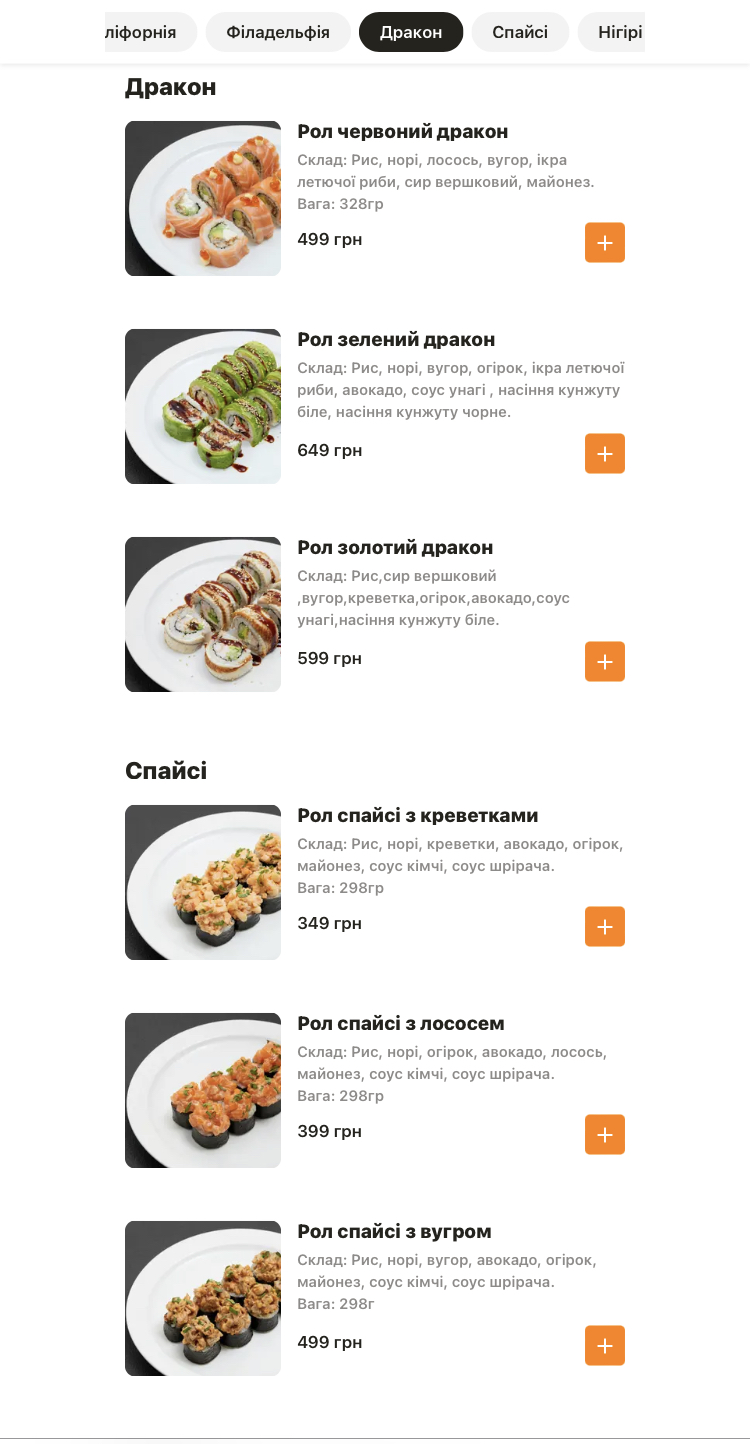 ліфорнія
Філадельфія
Дракон
Спайсі
Нігірі
Дракон
Рол червоний дракон
Склад: Рис, норі, лосось, вугор, ікра
летючої риби, сир вершковий, майонез.
Вага: 328гр
499 грн
Рол зелений дракон
Склад: Рис, норі, вугор, огірок, ікра летючої
риби, авокадо, соус унагі , насіння кунжуту
біле, насіння кунжуту чорне.
649 грн
Рол золотий дракон
Склад: Рис,сир вершковий
,вугор,креветка,огірок,авокадо,соус
унагі,насіння кунжуту біле.
599 грн
Спайсі
Рол спайсі з креветками
Склад: Рис, норі, креветки, авокадо, огірок,
майонез, соус кімчі, соус шрірача.
Вага: 298гр
349 грн
Рол спайсі з лососем
Склад: Рис, норі, огірок, авокадо, лосось,
майонез, соус кімчі, соус шрірача.
Вага: 298гр
399 грн
Рол спайсі з вугром
Склад: Рис, норі, вугор, авокадо, огірок,
майонез, соус кімчі, соус шрірача.
Вага: 298г
499 грн